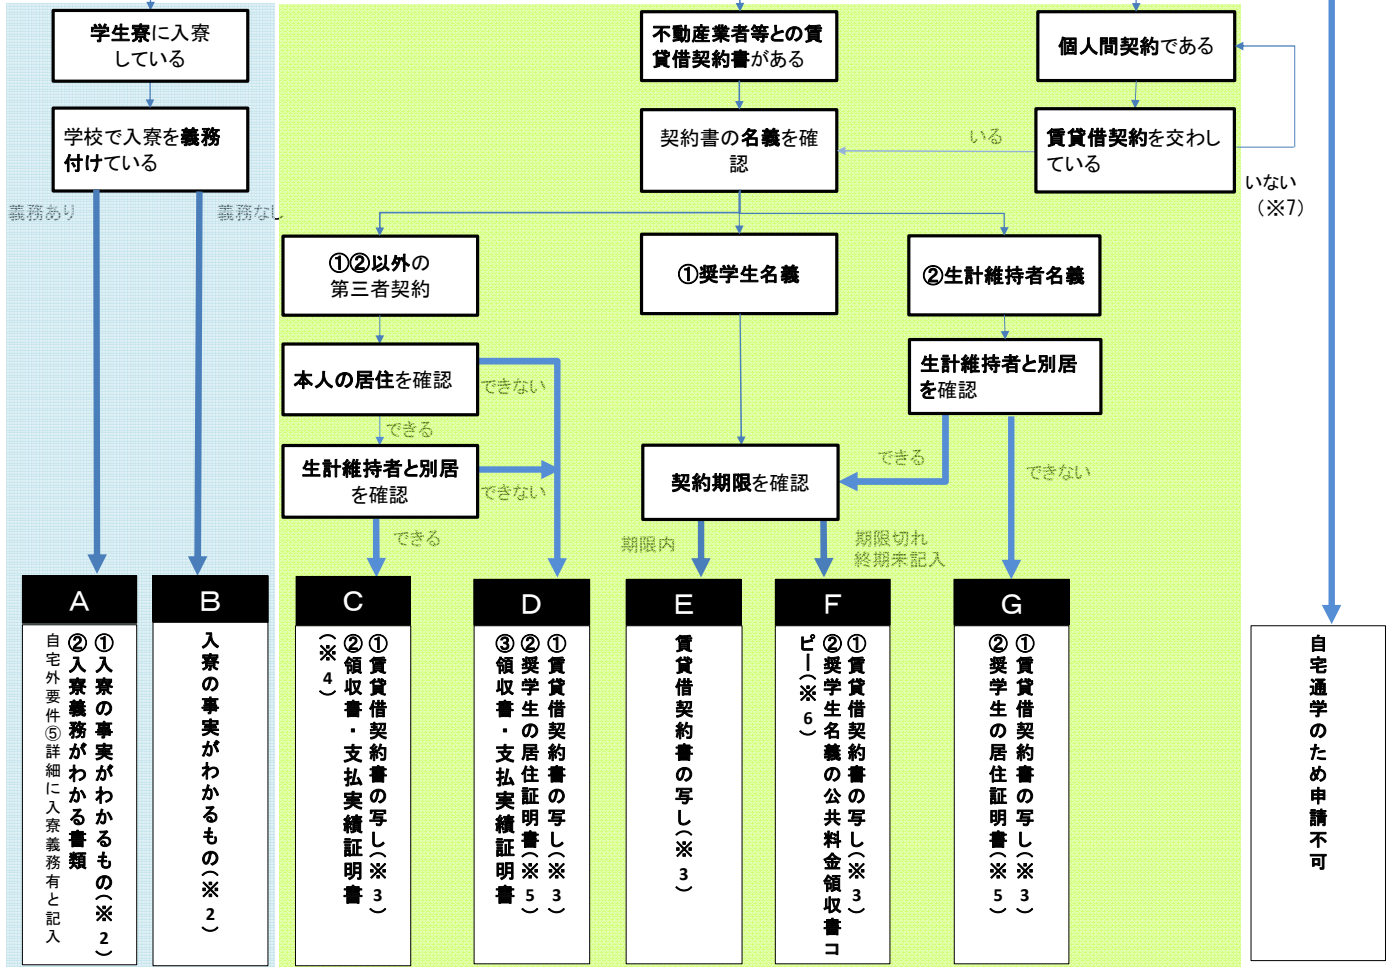 学生寮に入寮
している
不動産業者等との賃
貸借契約書がある
個人間契約である
学校で入寮を義務
付けている
契約書の名義を確
認
いる
賃貸借契約を交わし
ている
いない
（※7）
義務あり
義務なし
①②以外の
第三者契約
①奨学生名義
②生計維持者名義
本人の居住を確認
できない
生計維持者と別居
を確認
できる
生計維持者と別居
を確認
できない
契約期限を確認
できる
できない
できる
期限内
期限切れ
終期未記入
A
①入寮の事実がわかるもの(※2)
②入寮義務がわかる書類
自宅外要件⑤詳細に入寮義務有と記入
B
入寮の事実がわかるもの(※2)
C
①賃貸借契約書の写し(※3)
②領収書・支払実績証明書
(※4)
D
①賃貸借契約書の写し(※3)
②奨学生の居住証明書(※5)
③領収書・支払実績証明書
E
賃貸借契約書の写し(※3)
F
①賃貸借契約書の写し(※3)
②奨学生名義の公共料金領収書コ
ピー(※6)
G
①賃貸借契約書の写し(※3)
②奨学生の居住証明書(※5)
自宅通学のため申請不可